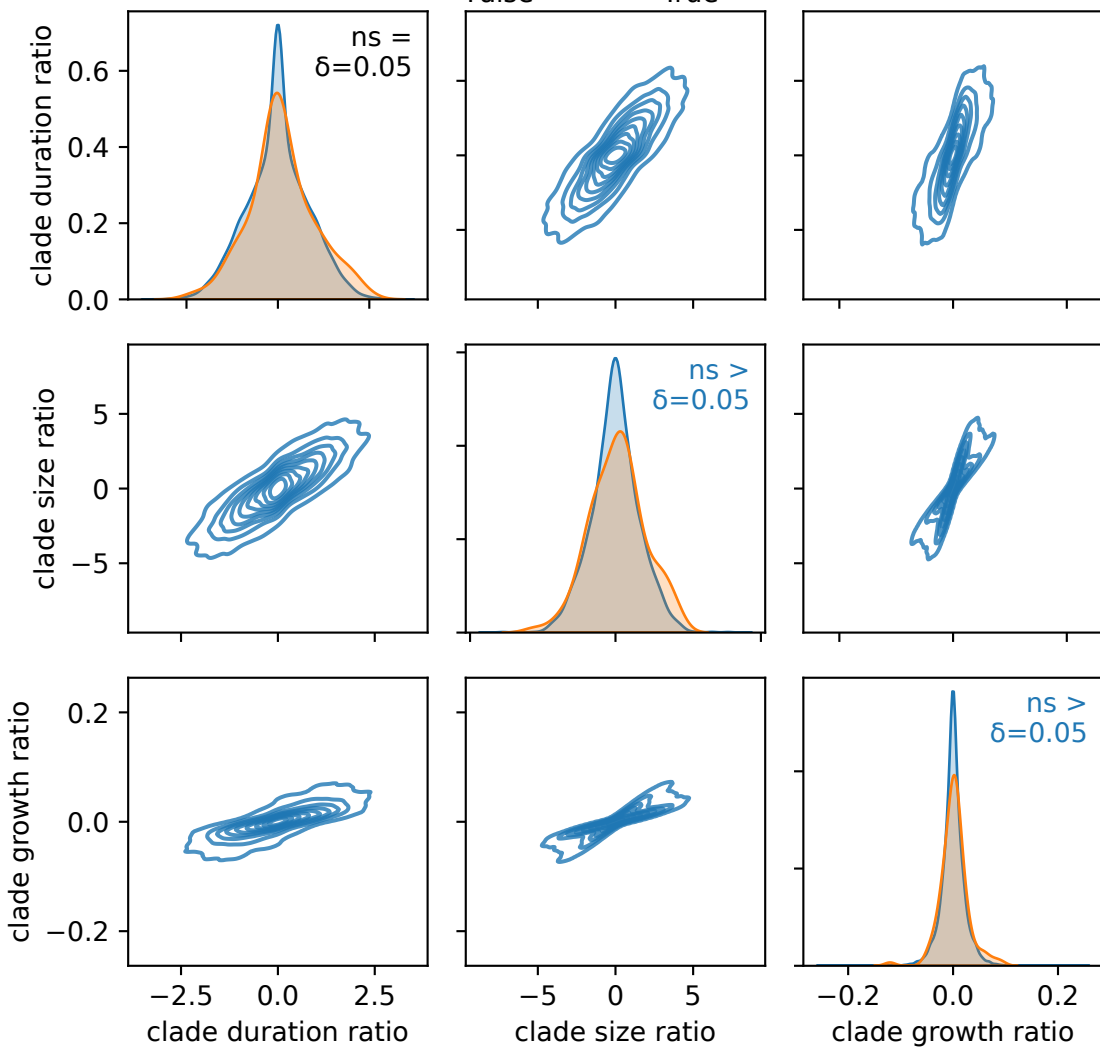 clade duration ratio
0.6
0.4
0.2
0.0
ns =
δ=0.05
clade size ratio
5
0
−5
ns >
δ=0.05
clade growth ratio
0.2
0.0
−0.2
ns >
δ=0.05
−2.5
0.0
2.5
−5
0
5
−0.2
0.0
0.2
clade duration ratio
clade size ratio
clade growth ratio